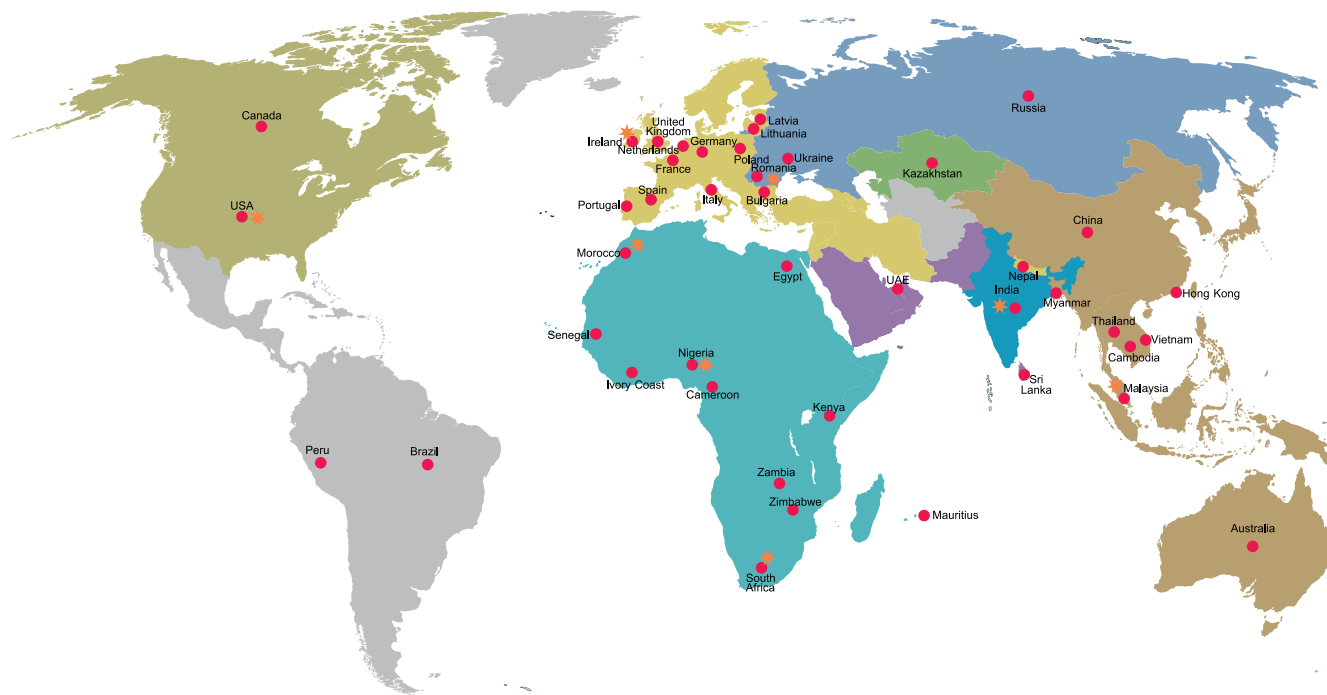 Canada
USA
Peru
Brazil
Ireland
United
Kingdom
Netherlands
Germany
France
Spain
Portugal
Italy
Latvia
Lithuania
Poland
Ukraine
Romania
Bulgaria
Russia
Kazakhstan
China
Nepal
India
Myanmar
Hong Kong
Thailand
Vietnam
Cambodia
Malaysia
Sri
Lanka
UAE
Morocco
Egypt
Senegal
Ivory Coast
Nigeria
Cameroon
Kenya
Zambia
Zimbabwe
South
Africa
Mauritius
Australia